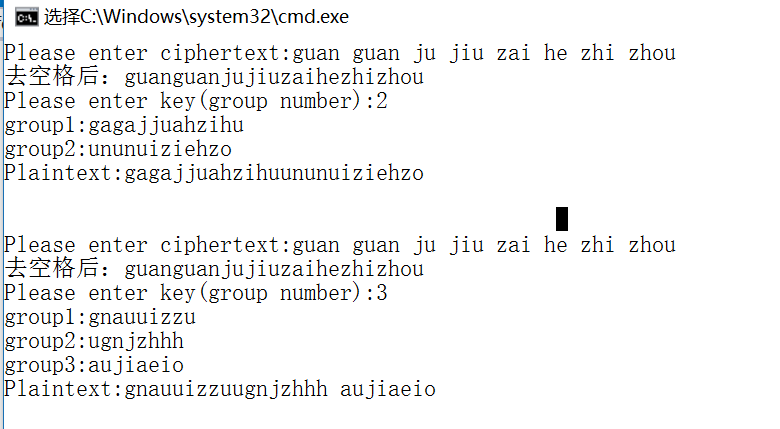 选择C:\Windows\system32\cmd.exe
Please enter ciphertext:guan guan ju jiu zai he zhi zhou
去空格后：guanguanjujiuzaihezhizhou
Please enter key(group number):2
group1:gagajjuahzihu
group2:ununuiziehzo
Plaintext:gagajjuahzihuununuiziehzo
Please enter ciphertext:guan guan ju jiu zai he zhi zhou
去空格后：guanguanjujiuzaihezhizhou
Please enter key(group number):3
group1:gnauuizzu
group2:ugnjzhhh
group3:aujiaeio
Plaintext:gnauuizzuugnjzhhh aujiaeio